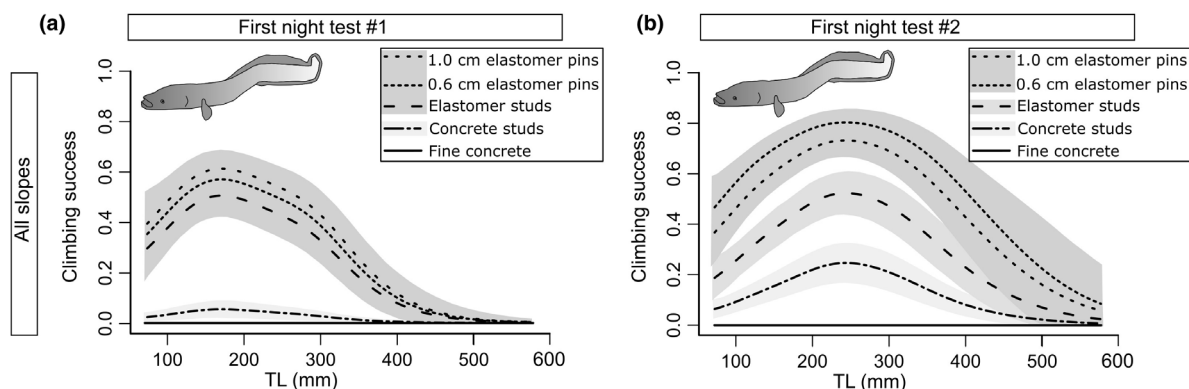 (a)
First night test #1
All slopes
Climbing success
1.0
0.8
0.6
0.4
0.2
0.0
1.0 cm elastomer pins
0.6 cm elastomer pins
Elastomer studs
Concrete studs
Fine concrete
100 200 300 400 500 600
TL (mm)
(b)
First night test #2
Climbing success
1.0
0.8
0.6
0.4
0.2
0.0
1.0 cm elastomer pins
0.6 cm elastomer pins
Elastomer studs
Concrete studs
Fine concrete
100 200 300 400 500 600
TL (mm)